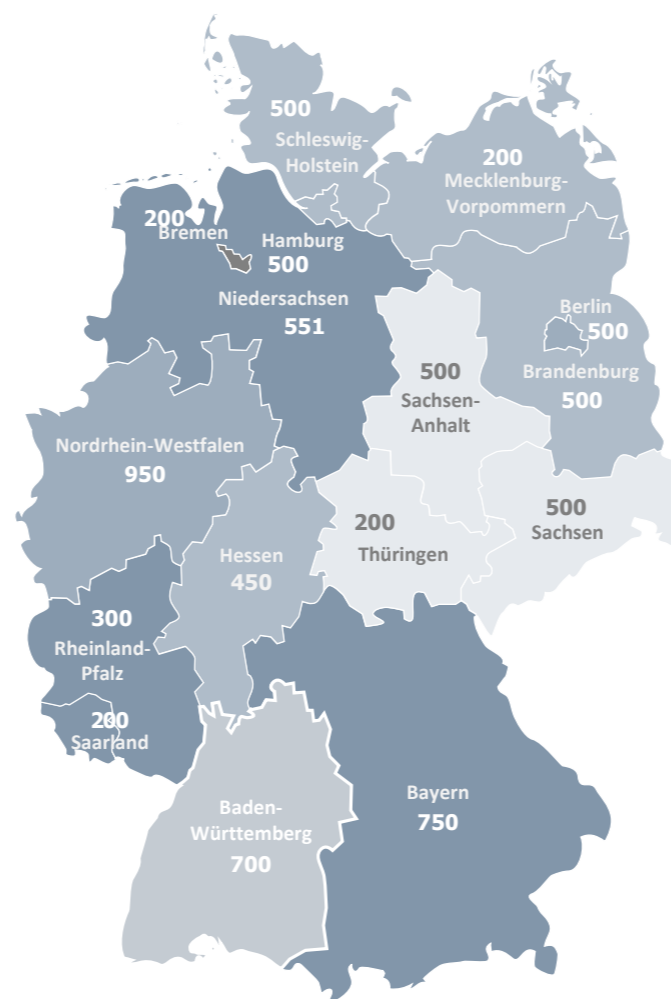 500
Schleswig-
Holstein
200
Mecklenburg-
Vorpommern
200
Bremen
Hamburg
500
Niedersachsen
551
Berlin
500
Brandenburg
500
500
Sachsen-
Anhalt
Nordrhein-Westfalen
950
500
Sachsen
200
Thüringen
Hessen
450
300
Rheinland-
Pfalz
200
Saarland
Bayern
750
Baden-
Württemberg
700